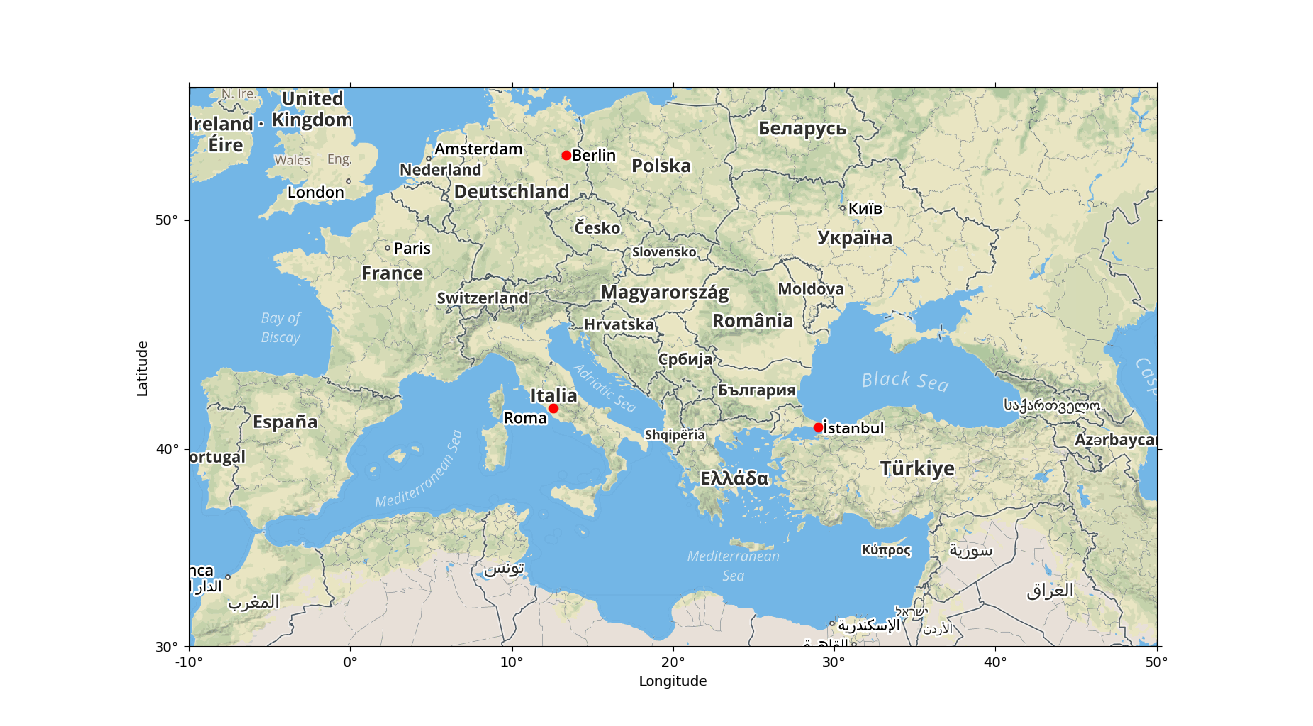 N. Ire.
United
Kingdom
Ireland ·
Éire
Wales
Eng.
London
Amsterdam
Nederland
Berlin
Deutschland
Polska
Беларусь
Київ
Україна
Česko
Slovensko
Paris
France
Switzerland
Magyarország
Moldova
România
Hrvatska
Србија
България
Bay of
Biscay
Adriatic Sea
Italia
Roma
Shqipëria
Ελλάδα
Black Sea
Casp
საქართველო
Azərbaycan
İstanbul
Türkiye
España
ortugal
Mediterranean Sea
Mediterranean
Sea
Κύπρος
سورية
العراق
ישראל
الأردن
الإسكندرية
تونس
nca
المغرب
50°
40°
30°
-10°
0°
10°
20°
30°
40°
50°
Latitude
Longitude